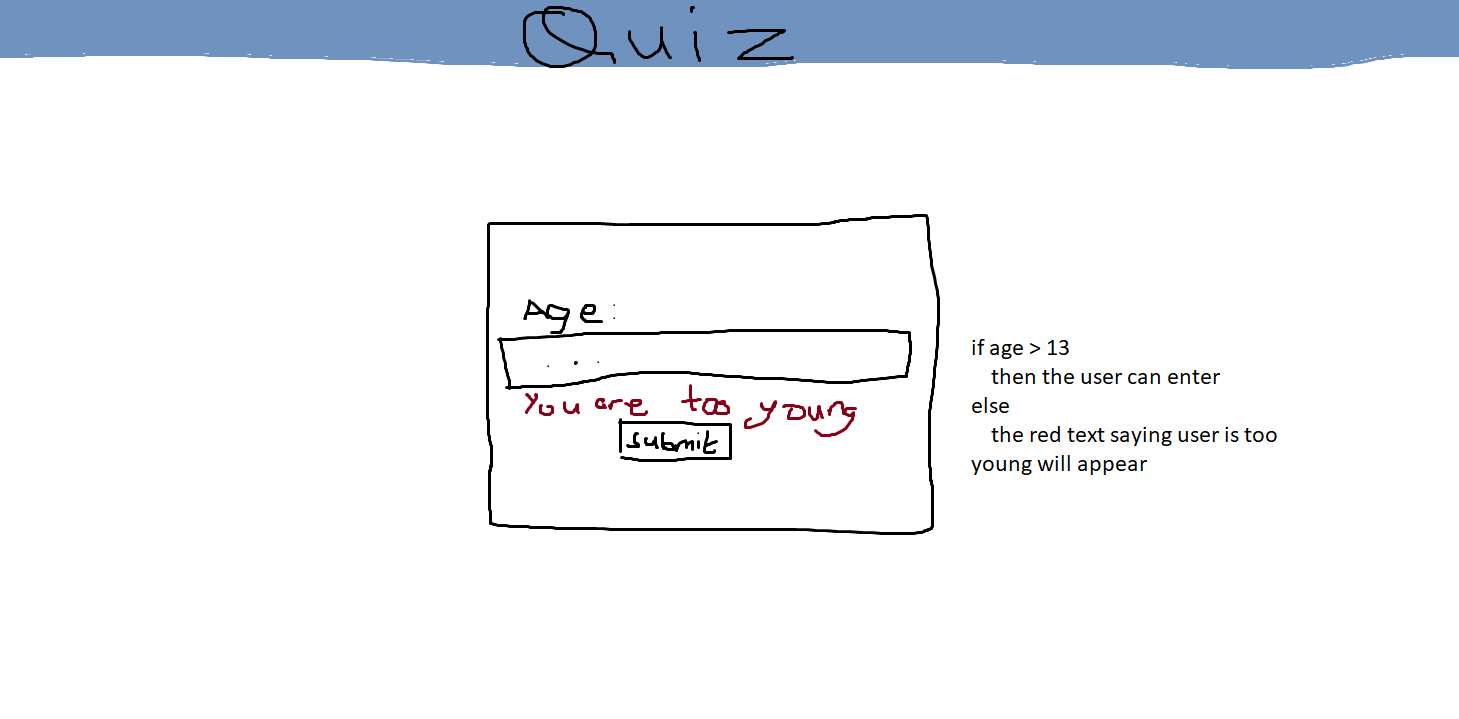 Quiz
Age:
...
You are too young
submit
if age > 13
then the user can enter
else
the red text saying user is too
young will appear